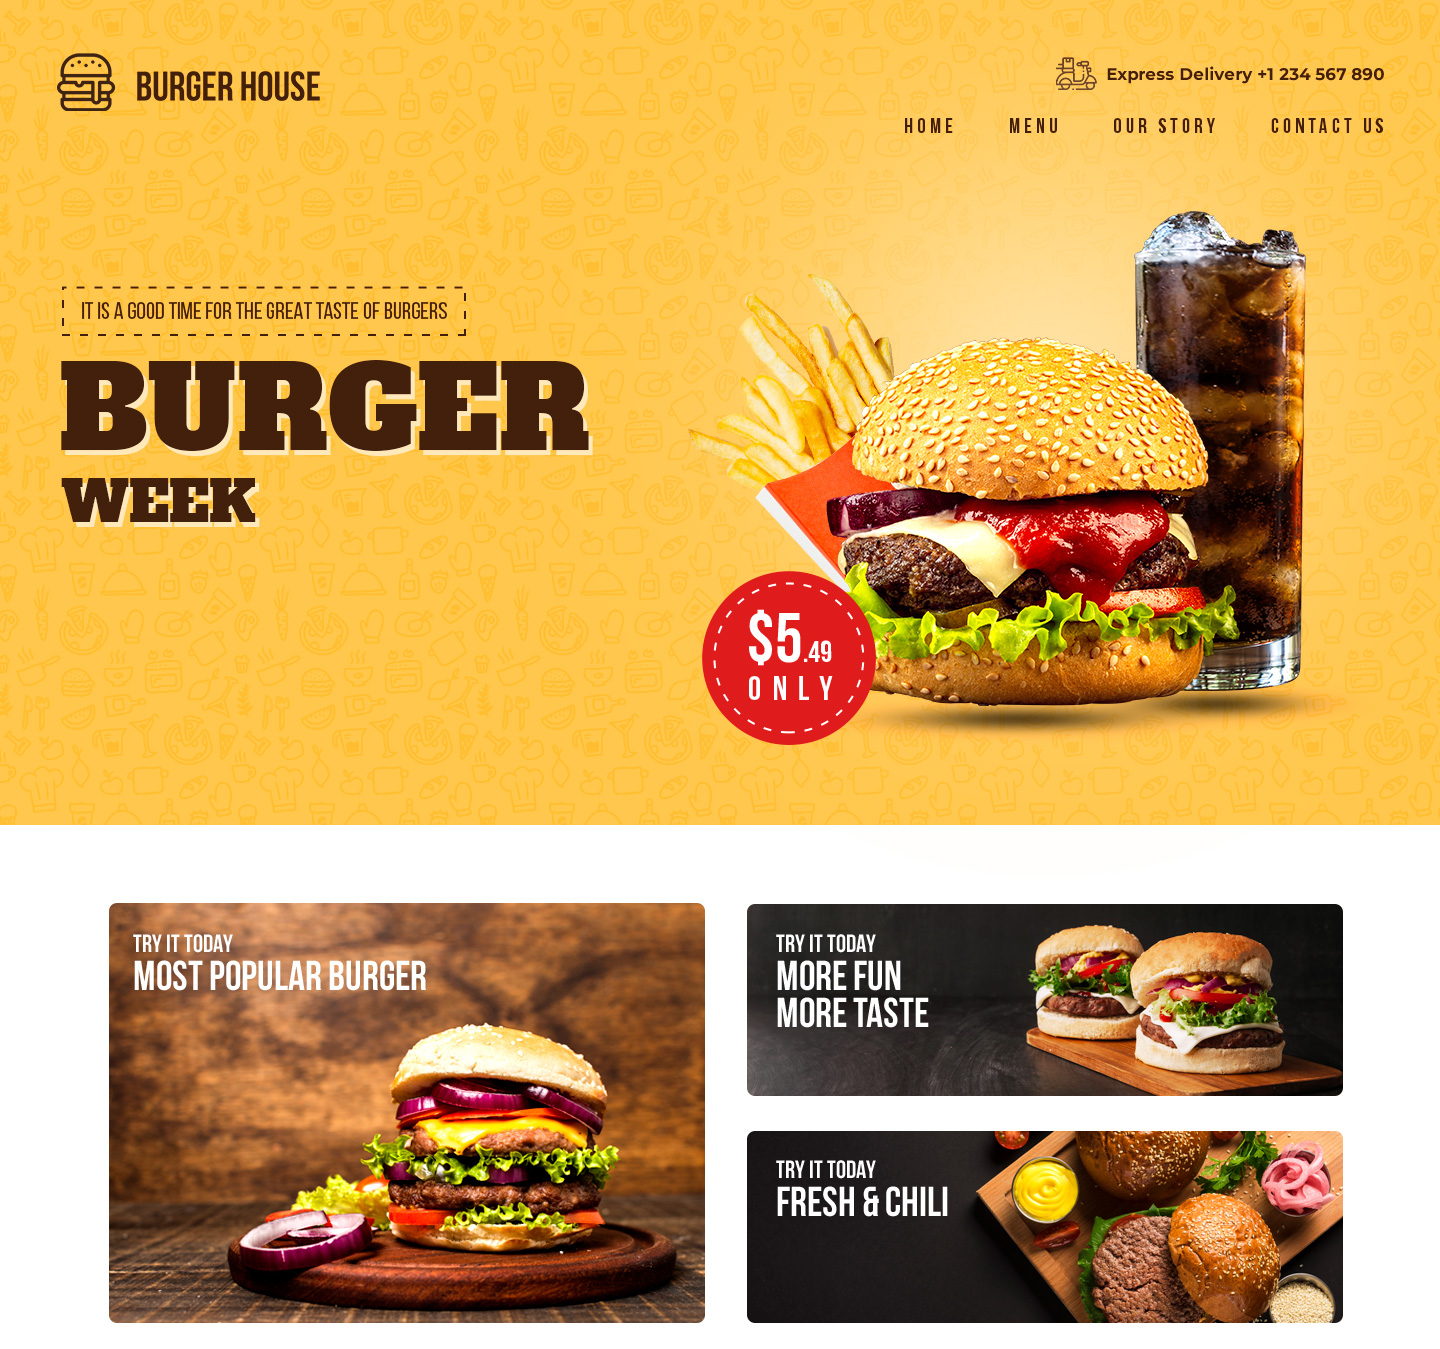 BURGER HOUSE
Express Delivery +1 234 567 890
HOME MENU OUR STORY CONTACT US
IT IS A GOOD TIME FOR THE GREAT TASTE OF BURGERS
BURGER
WEEK
$5.49
ONLY
TRY IT TODAY
MOST POPULAR BURGER
TRY IT TODAY
MORE FUN
MORE TASTE
TRY IT TODAY
FRESH & CHILI